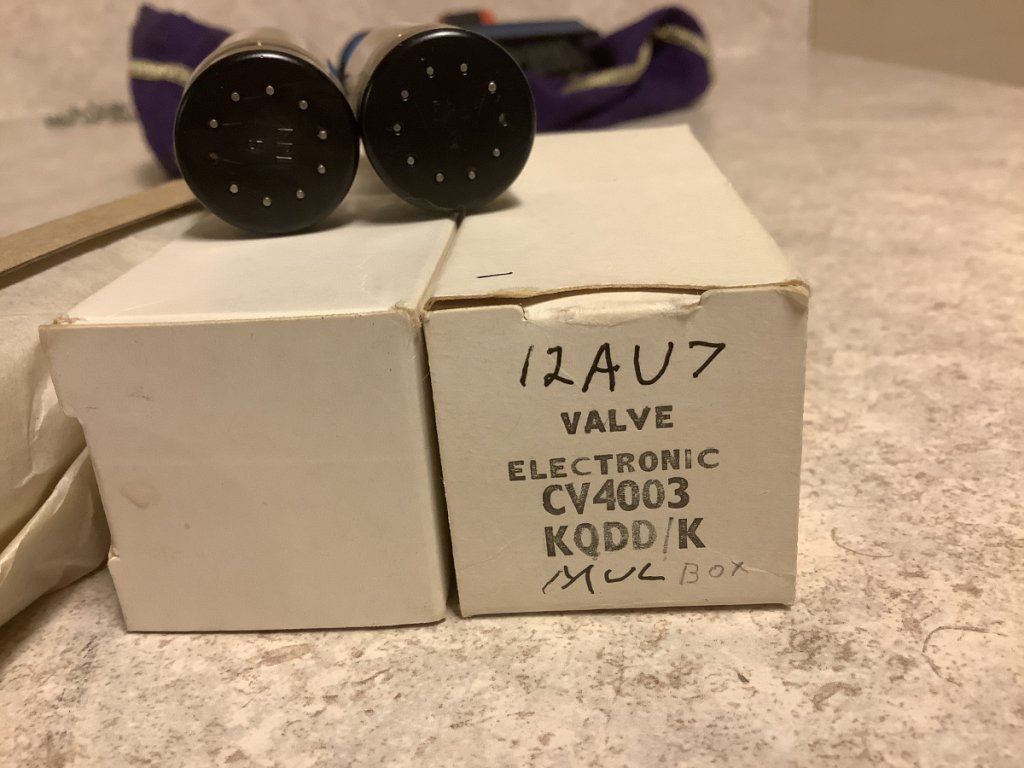 12AU7
VALVE
ELECTRONIC
CV4003
KQDD/K
MUL BOX